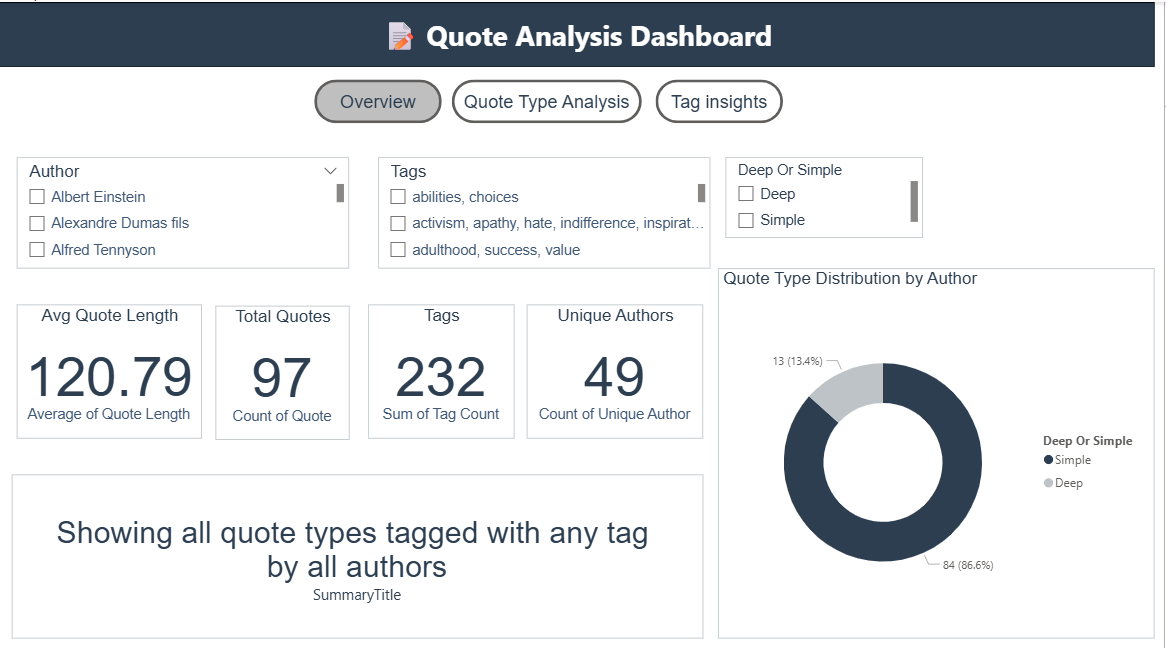 Quote Analysis Dashboard
Overview
Quote Type Analysis
Tag insights
Author
Albert Einstein
Alexandre Dumas fils
Alfred Tennyson
Tags
abilities, choices
activism, apathy, hate, indifference, inspirat...
adulthood, success, value
Deep Or Simple
Deep
Simple
Avg Quote Length
120.79
Average of Quote Length
Total Quotes
97
Count of Quote
Tags
232
Sum of Tag Count
Unique Authors
49
Count of Unique Author
Quote Type Distribution by Author
13 (13.4%)
84 (86.6%)
Deep Or Simple
Simple
Deep
Showing all quote types tagged with any tag
by all authors
SummaryTitle